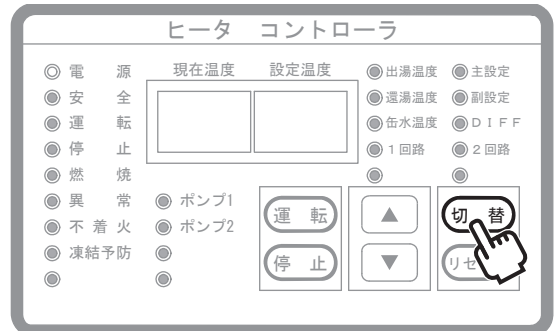 ヒータ コントローラ
電 源
安 全
運 転
停 止
燃 焼
異 常
不 着 火
凍結予防
現在温度 設定温度
ポンプ1
ポンプ2
出湯温度 主設定
還湯温度 副設定
缶水温度 DIFF
1回路 2回路
運 転
停 止
▲
▼
切 替
リセ